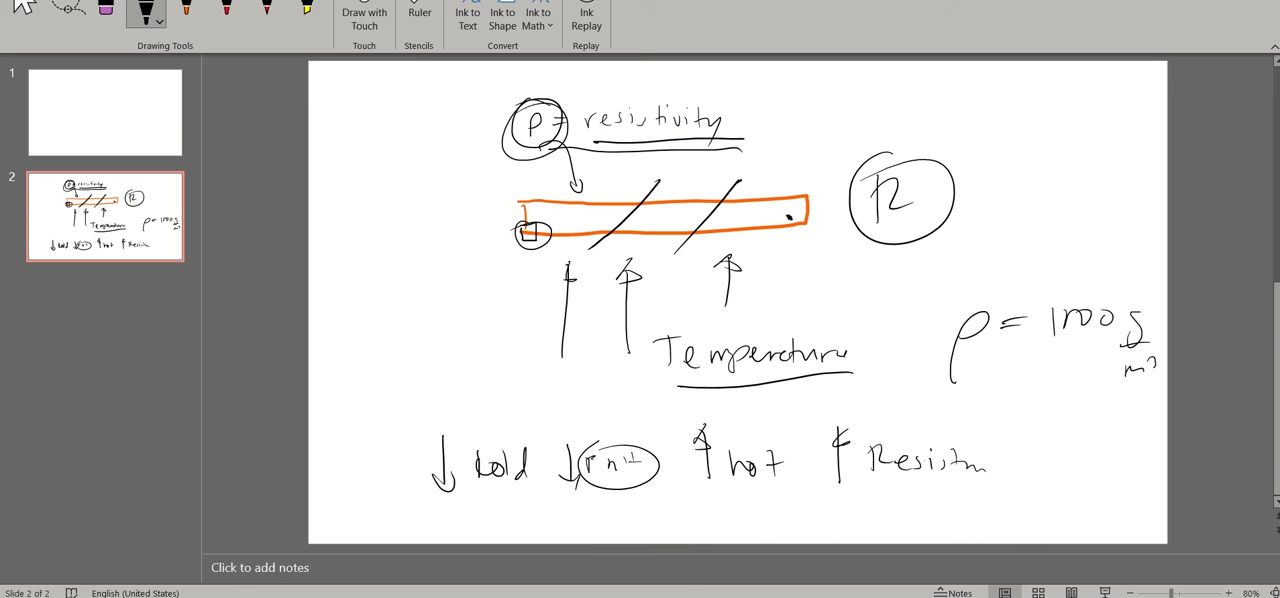 Draw with Touch
Ruler
Ink to Text
Ink to Shape
Ink to Math
Ink Replay
Drawing Tools
Touch
Stencils
Convert
Replay
1
2
ρ = resistivity
R
Temperature
ρ = 1000 g/m³
↓ cold ↓ ↑ hot ↑
Click to add notes
Slide 2 of 2
English (United States)
Notes
80%